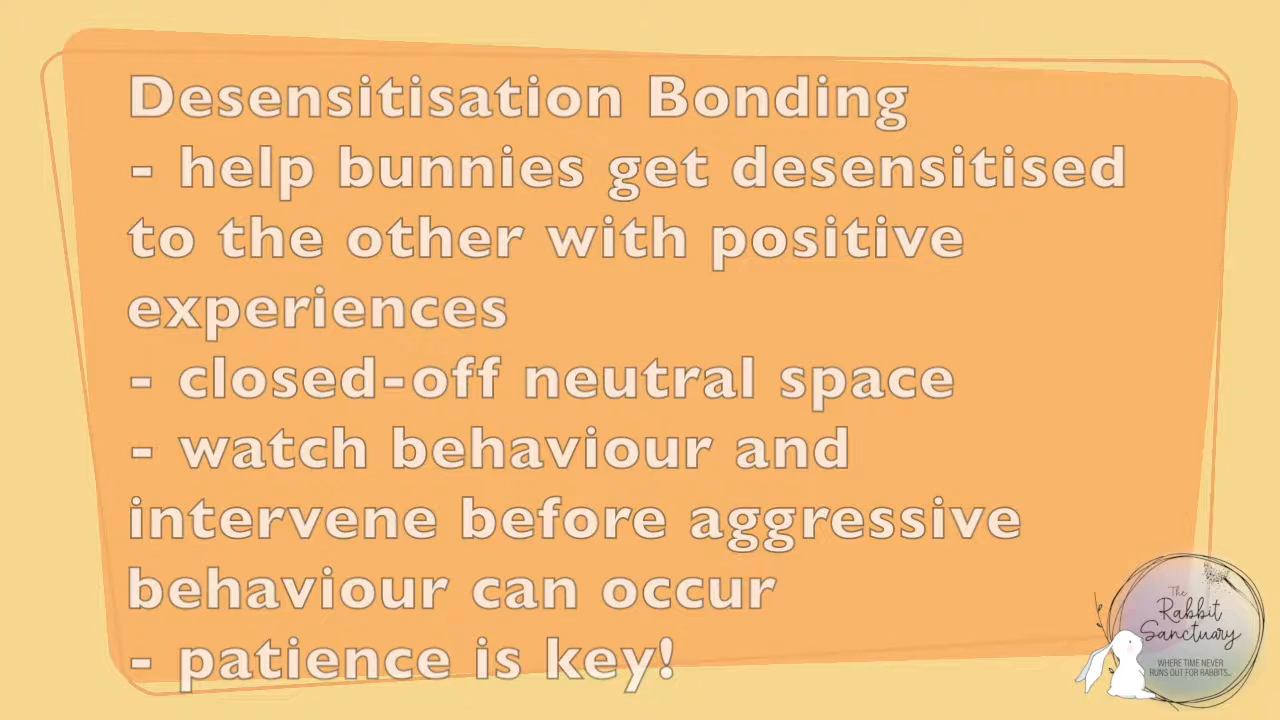 Desensitisation Bonding
- help bunnies get desensitised
to the other with positive
experiences
- closed-off neutral space
- watch behaviour and
intervene before aggressive
behaviour can occur
- patience is key!
The
Rabbit
Sanctuary
WHERE TIME NEVER
RUNS OUT FOR RABBITS...